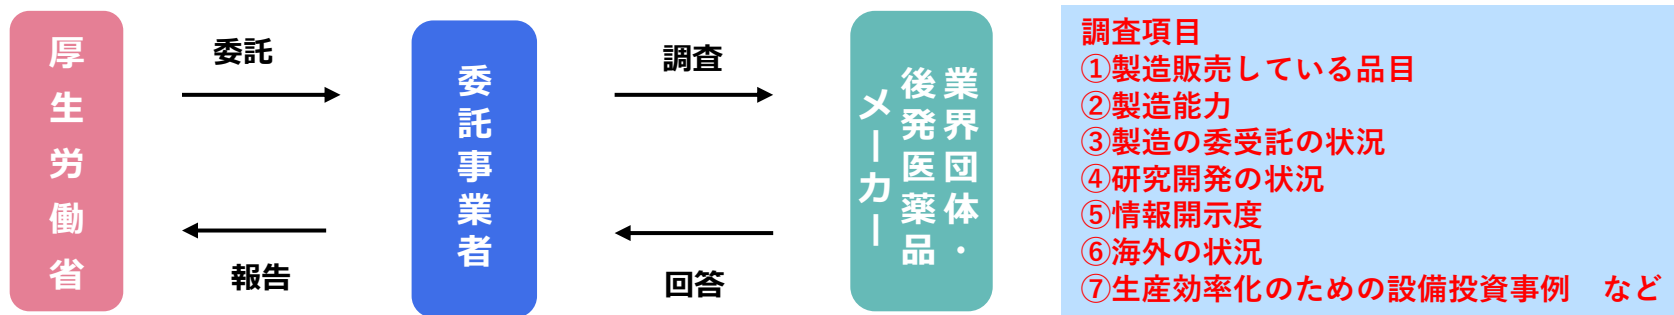 厚生労働省
委託
報告
委託事業者
調査
回答
業界団体・
後発医薬品
メーカー
調査項目
①製造販売している品目
②製造能力
③製造の委受託の状況
④研究開発の状況
⑤情報開示度
⑥海外の状況
⑦生産効率化のための設備投資事例　など